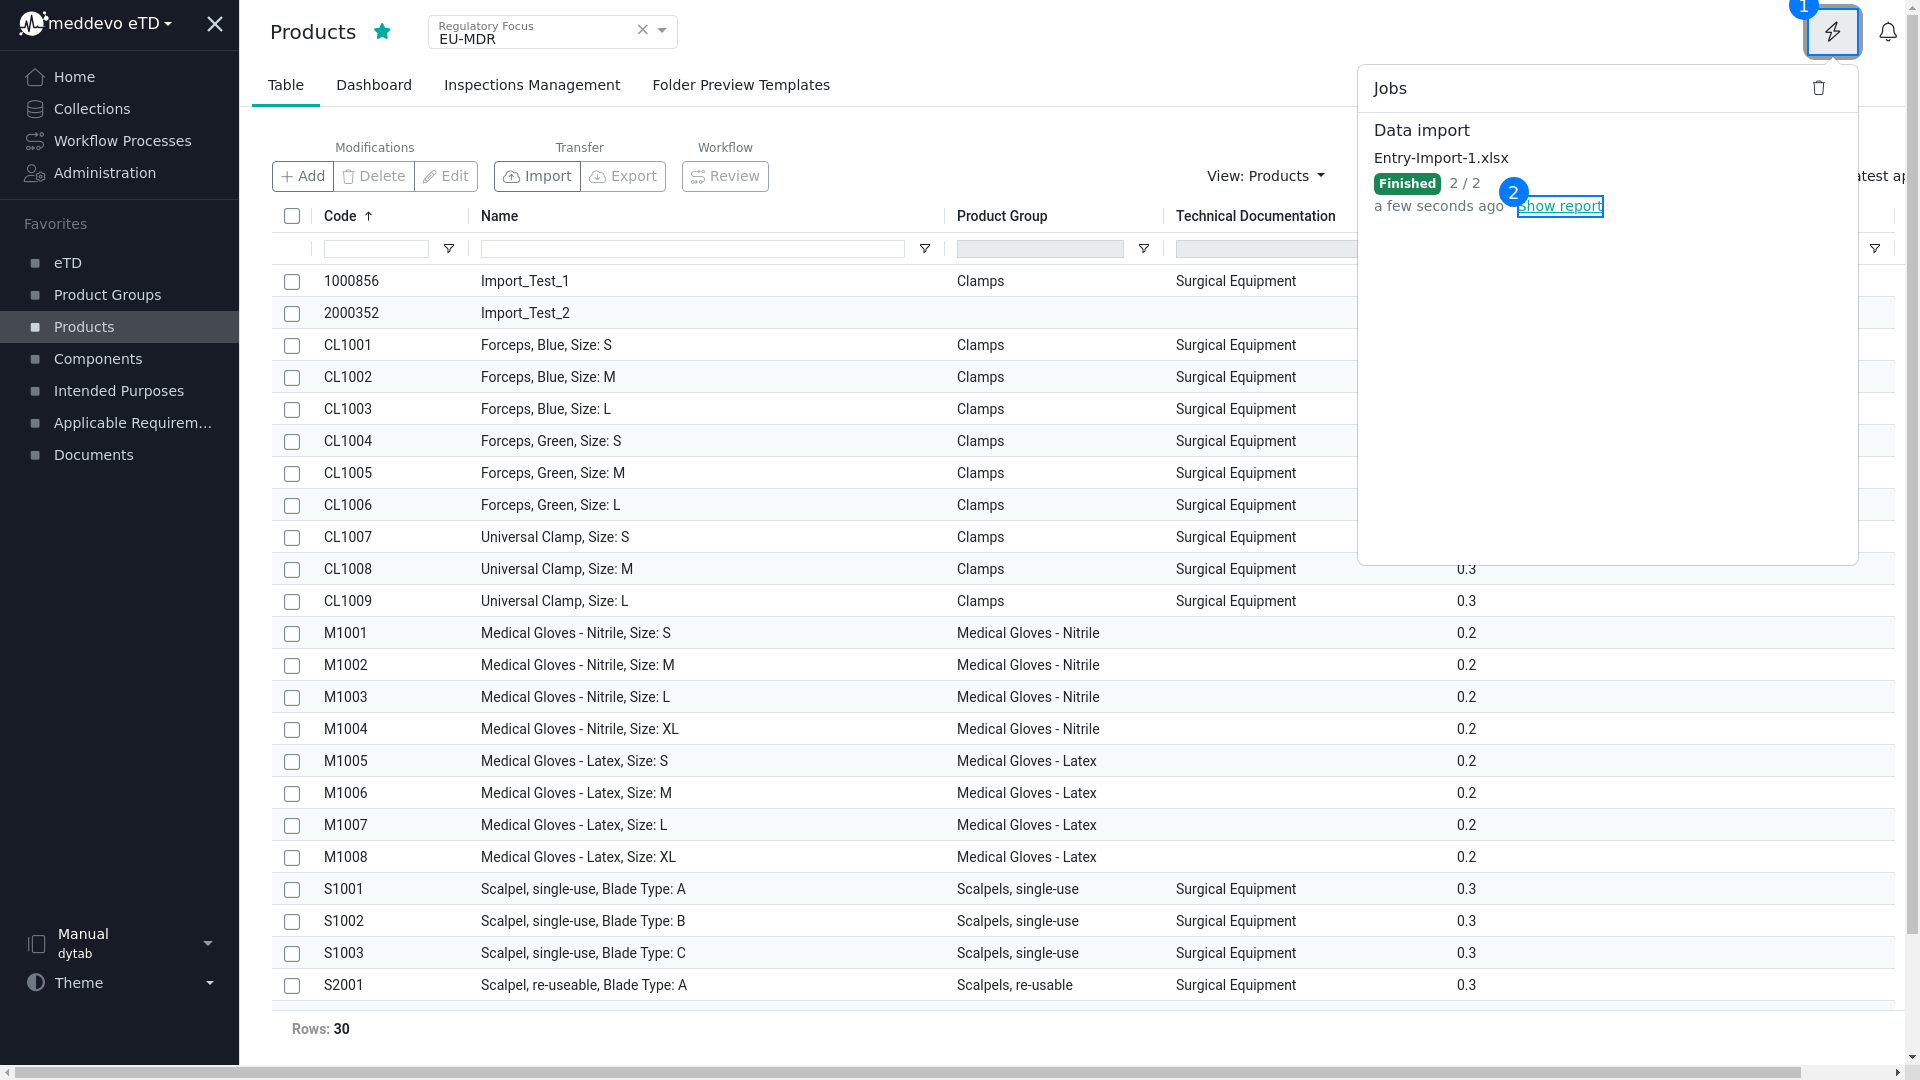 meddevo eTD
Home
Collections
Workflow Processes
Administration
Favorites
eTD
Product Groups
Products
Components
Intended Purposes
Applicable Requirem...
Documents
Manual
dytab
Theme
Products
Regulatory Focus
EU-MDR
1
Table Dashboard Inspections Management Folder Preview Templates
Modifications Transfer Workflow
Add Delete Edit Import Export Review
View: Products
Jobs
Data import
Entry-Import-1.xlsx
Finished 2 / 2
2
a few seconds ago Show report
Code Name Product Group Technical Documentation
1000856 Import_Test_1 Clamps Surgical Equipment
2000352 Import_Test_2
CL1001 Forceps, Blue, Size: S Clamps Surgical Equipment
CL1002 Forceps, Blue, Size: M Clamps Surgical Equipment
CL1003 Forceps, Blue, Size: L Clamps Surgical Equipment
CL1004 Forceps, Green, Size: S Clamps Surgical Equipment
CL1005 Forceps, Green, Size: M Clamps Surgical Equipment
CL1006 Forceps, Green, Size: L Clamps Surgical Equipment
CL1007 Universal Clamp, Size: S Clamps Surgical Equipment
CL1008 Universal Clamp, Size: M Clamps Surgical Equipment 0.3
CL1009 Universal Clamp, Size: L Clamps Surgical Equipment 0.3
M1001 Medical Gloves - Nitrile, Size: S Medical Gloves - Nitrile 0.2
M1002 Medical Gloves - Nitrile, Size: M Medical Gloves - Nitrile 0.2
M1003 Medical Gloves - Nitrile, Size: L Medical Gloves - Nitrile 0.2
M1004 Medical Gloves - Nitrile, Size: XL Medical Gloves - Nitrile 0.2
M1005 Medical Gloves - Latex, Size: S Medical Gloves - Latex 0.2
M1006 Medical Gloves - Latex, Size: M Medical Gloves - Latex 0.2
M1007 Medical Gloves - Latex, Size: L Medical Gloves - Latex 0.2
M1008 Medical Gloves - Latex, Size: XL Medical Gloves - Latex 0.2
S1001 Scalpel, single-use, Blade Type: A Scalpels, single-use Surgical Equipment 0.3
S1002 Scalpel, single-use, Blade Type: B Scalpels, single-use Surgical Equipment 0.3
S1003 Scalpel, single-use, Blade Type: C Scalpels, single-use Surgical Equipment 0.3
S2001 Scalpel, re-useable, Blade Type: A Scalpels, re-usable Surgical Equipment 0.3
Rows: 30